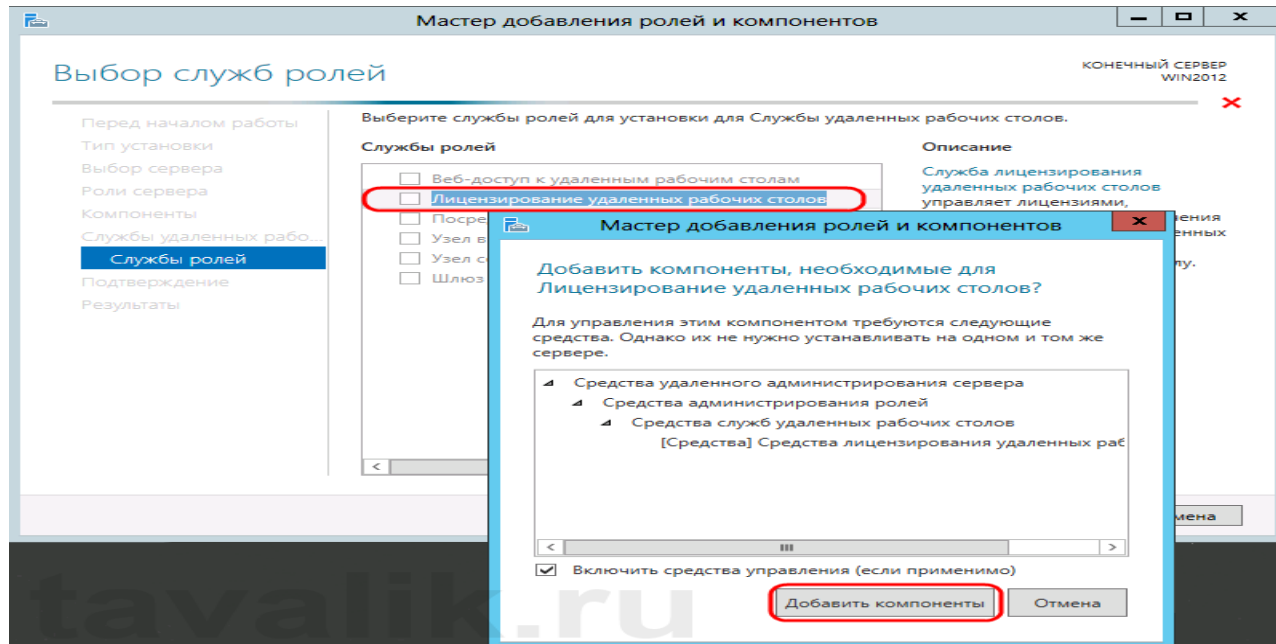 Мастер добавления ролей и компонентов
Выбор служб ролей
КОНЕЧНЫЙ СЕРВЕР
WIN2012
Перед началом работы
Тип установки
Выбор сервера
Роли сервера
Компоненты
Службы удаленных рабо...
Службы ролей
Подтверждение
Результаты
Выберите службы ролей для установки для Службы удаленных рабочих столов.
Службы ролей
Веб-доступ к удаленным рабочим столам
Лицензирование удаленных рабочих столов
Узел
Узел
Шлюз
Описание
Служба лицензирования
удаленных рабочих столов
управляет лицензиями,
Мастер добавления ролей и компонентов
Добавить компоненты, необходимые для
Лицензирование удаленных рабочих столов?
Для управления этим компонентом требуются следующие
средства. Однако их не нужно устанавливать на одном и том же
сервере.
Средства удаленного администрирования сервера
Средства администрирования ролей
Средства служб удаленных рабочих столов
[Средства] Средства лицензирования удаленных раб
Включить средства управления (если применимо)
Добавить компоненты
Отмена
tavalik.ru